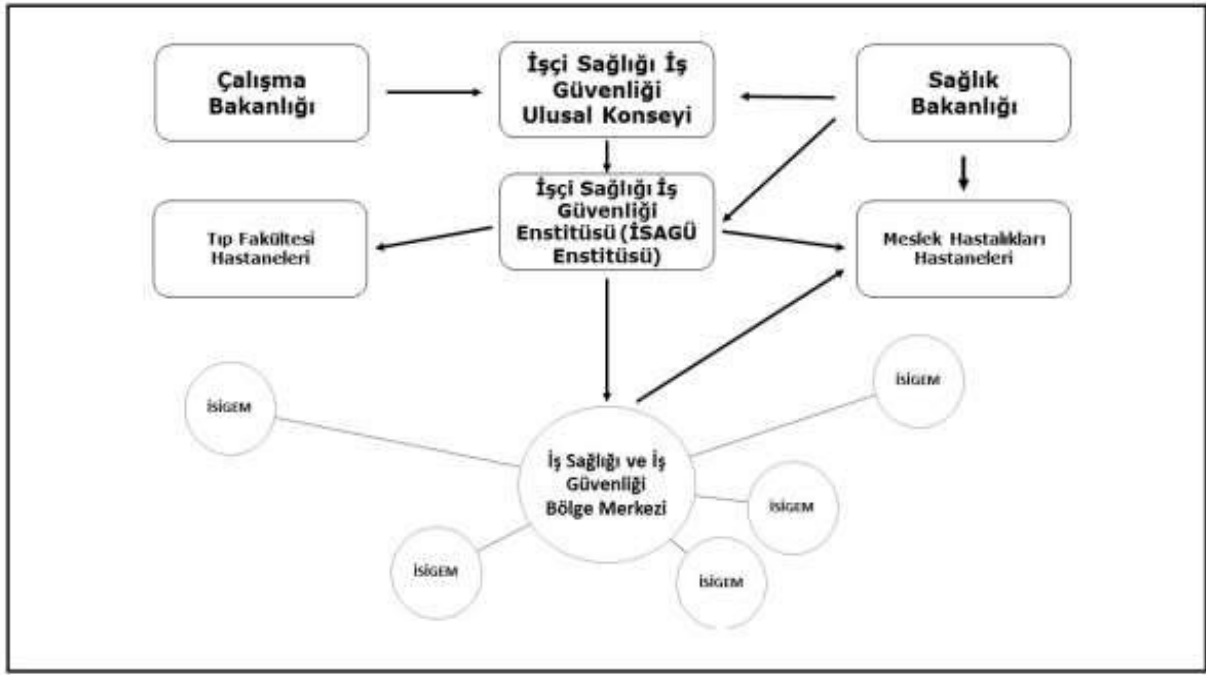 Çalışma
Bakanlığı
İşçi Sağlığı İş
Güvenliği
Ulusal Konseyi
Sağlık
Bakanlığı
Tıp Fakültesi
Hastaneleri
İşçi Sağlığı İş
Güvenliği
Enstitüsü (İSAGÜ
Enstitüsü)
Meslek Hastalıkları
Hastaneleri
İSİGEM
İSİGEM
İş Sağlığı ve İş
Güvenliği
Bölge Merkezi
İSİGEM
İSİGEM
İSİGEM